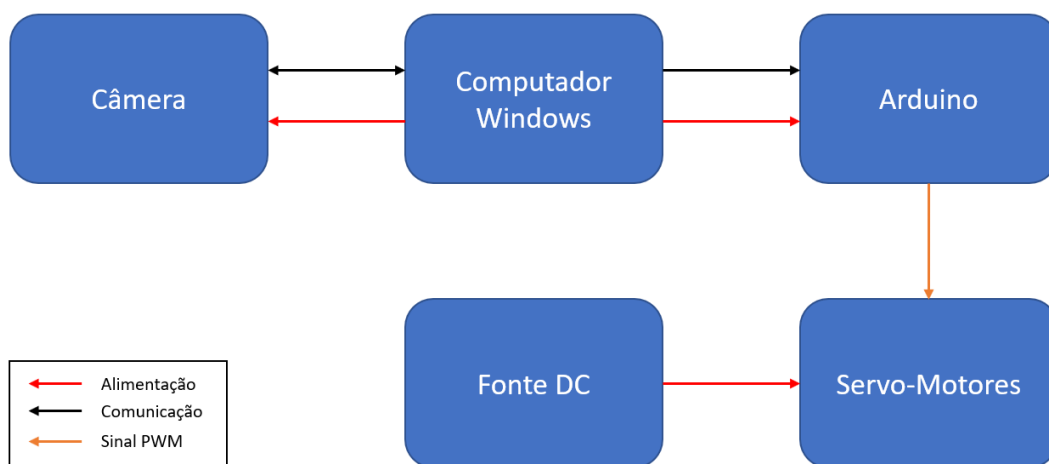 Câmera
Computador
Windows
Arduino
Fonte DC
Servo-Motores
Alimentação
Comunicação
Sinal PWM